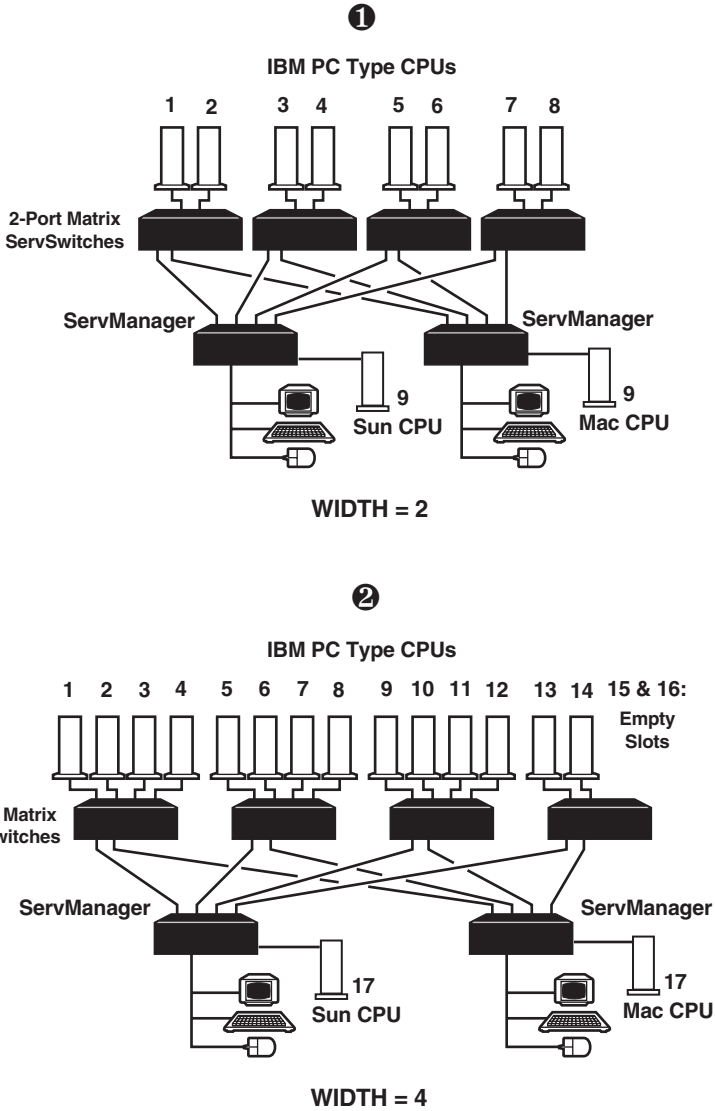 ❶
IBM PC Type CPUs
1 2 3 4 5 6 7 8
2-Port Matrix
ServSwitches
ServManager
ServManager
9
Sun CPU
9
Mac CPU
WIDTH = 2
❷
IBM PC Type CPUs
1 2 3 4 5 6 7 8 9 10 11 12 13 14 15 & 16:
Empty
Slots
Matrix
witches
ServManager
ServManager
17
Sun CPU
17
Mac CPU
WIDTH = 4